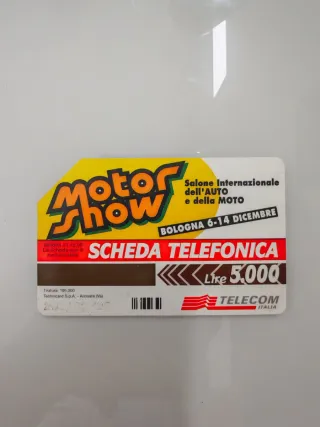 Motor
Show
Salone Internazionale
dell'AUTO
e della MOTO
BOLOGNA 6-14 DICEMBRE
SCHEDA TELEFONICA
Lire 5.000
Technicard S.p.A.
TELECOM
ITALIA